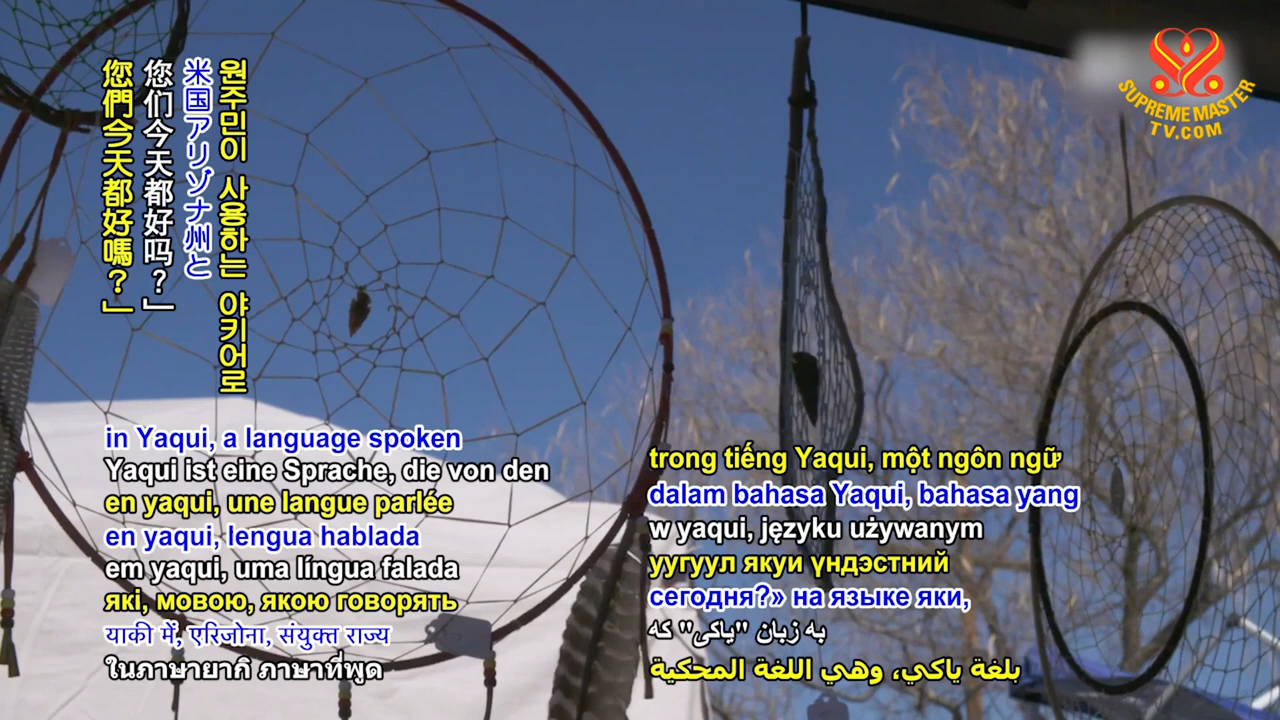 SUPREME MASTER
TV.COM
원주민이 사용하는 야키어로
米国アリゾナ州と
您们今天都好吗？」
您們今天都好嗎？」
in Yaqui, a language spoken
Yaqui ist eine Sprache, die von den
en yaqui, une langue parlée
en yaqui, lengua hablada
em yaqui, uma língua falada
які, мовою, якою говорять
याकी में, एरिज़ोना, संयुक्त राज्य
ในภาษายากิ ภาษาที่พูด
trong tiếng Yaqui, một ngôn ngữ
dalam bahasa Yaqui, bahasa yang
w yaqui, języku używanym
уугуул якуи үндэстний
сегодня?» на языке яки,
به زبان "یاکی" که
بلغة ياكي، وهي اللغة المحكية